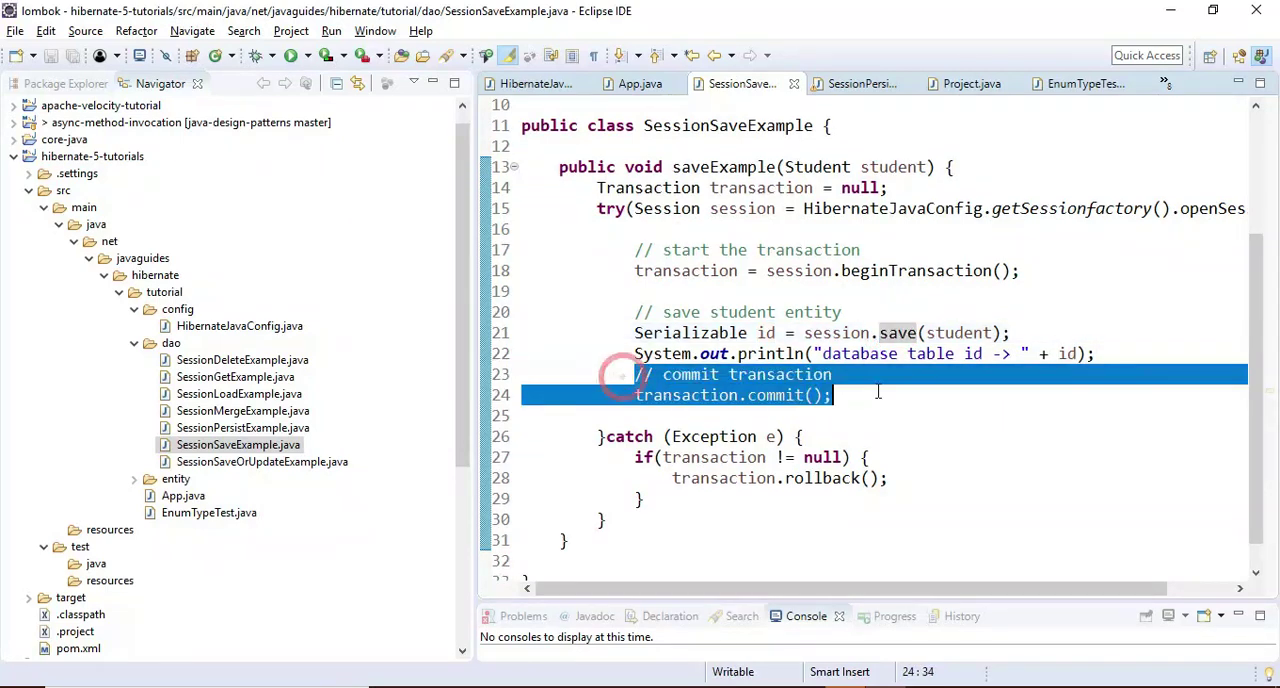 lombok - hibernate-5-tutorials/src/main/java/net/javaguides/hibernate/tutorial/dao/SessionSaveExample.java - Eclipse IDE
File Edit Source Refactor Navigate Search Project Run Window Help
Quick Access
Package Explorer Navigator
HibernateJav... App.java SessionSave... SessionPersi... Project.java EnumTypeTes...
apache-velocity-tutorial
> async-method-invocation [java-design-patterns master]
core-java
hibernate-5-tutorials
.settings
src
main
java
net
javaguides
hibernate
tutorial
config
HibernateJavaConfig.java
dao
SessionDeleteExample.java
SessionGetExample.java
SessionLoadExample.java
SessionMergeExample.java
SessionPersistExample.java
SessionSaveExample.java
SessionSaveOrUpdateExample.java
entity
App.java
EnumTypeTest.java
resources
test
java
resources
target
.classpath
.project
pom.xml
10
11 public class SessionSaveExample {
12
13 public void saveExample(Student student) {
14 Transaction transaction = null;
15 try(Session session = HibernateJavaConfig.getSessionfactory().openSes
16
17 // start the transaction
18 transaction = session.beginTransaction();
19
20 // save student entity
21 Serializable id = session.save(student);
22 System.out.println("database table id -> " + id);
23 // commit transaction
24 transaction.commit();
25
26 }catch (Exception e) {
27 if(transaction != null) {
28 transaction.rollback();
29 }
30 }
31 }
32
Problems Javadoc Declaration Search Console Progress History
No consoles to display at this time.
Writable Smart Insert 24 : 34